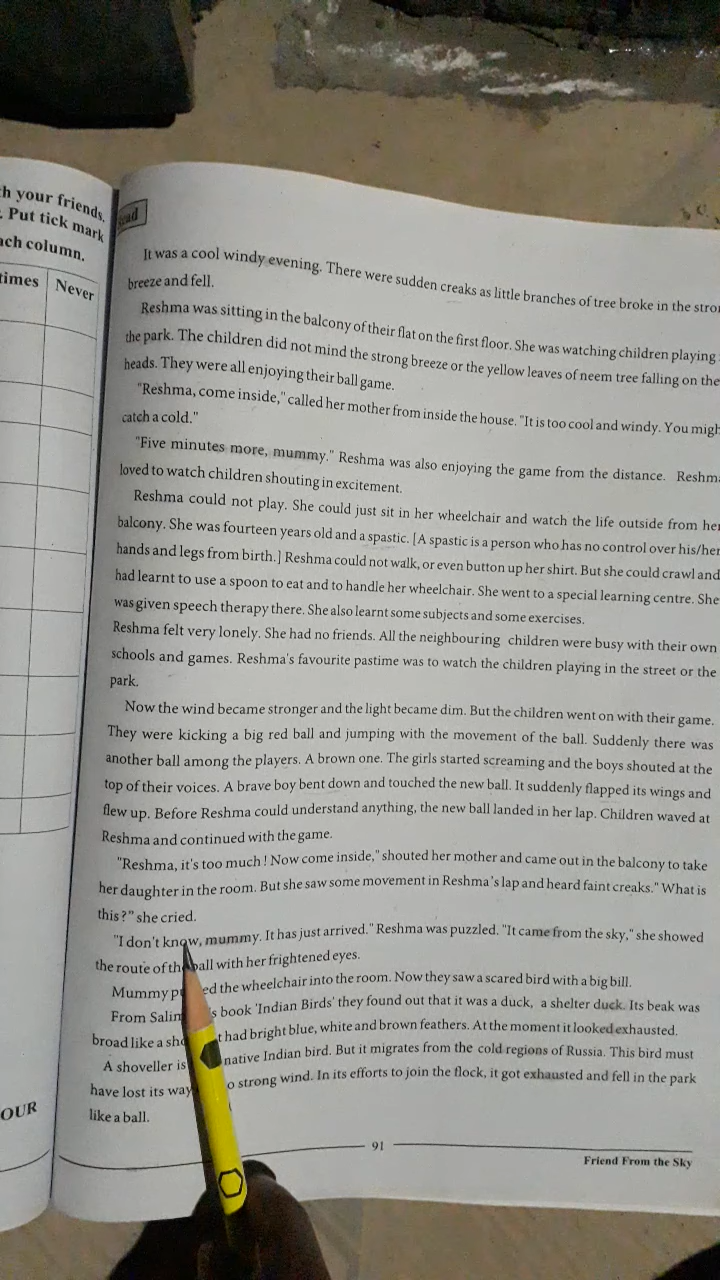 h your friends.
. Put tick mark
ach column.
times Never
OUR
ead
It was a cool windy evening. There were sudden creaks as little branches of tree broke in the stro
breeze and fell.
Reshma was sitting in the balcony of their flat on the first floor. She was watching children playing
the park. The children did not mind the strong breeze or the yellow leaves of neem tree falling on the
heads. They were all enjoying their ball game.
"Reshma, come inside," called her mother from inside the house. "It is too cool and windy. You migh
catch a cold."
"Five minutes more, mummy." Reshma was also enjoying the game from the distance. Reshm
loved to watch children shouting in excitement.
Reshma could not play. She could just sit in her wheelchair and watch the life outside from her
balcony. She was fourteen years old and a spastic. [A spastic is a person who has no control over his/her
hands and legs from birth.] Reshma could not walk, or even button up her shirt. But she could crawl and
had learnt to use a spoon to eat and to handle her wheelchair. She went to a special learning centre. She
was given speech therapy there. She also learnt some subjects and some exercises.
Reshma felt very lonely. She had no friends. All the neighbouring children were busy with their own
schools and games. Reshma's favourite pastime was to watch the children playing in the street or the
park.
Now the wind became stronger and the light became dim. But the children went on with their game.
They were kicking a big red ball and jumping with the movement of the ball. Suddenly there was
another ball among the players. A brown one. The girls started screaming and the boys shouted at the
top of their voices. A brave boy bent down and touched the new ball. It suddenly flapped its wings and
flew up. Before Reshma could understand anything, the new ball landed in her lap. Children waved at
Reshma and continued with the game.
"Reshma, it's too much ! Now come inside," shouted her mother and came out in the balcony to take
her daughter in the room. But she saw some movement in Reshma's lap and heard faint creaks." What is
this?" she cried.
"I don't know, mummy. It has just arrived." Reshma was puzzled. "It came from the sky," she showed
the route of the ball with her frightened eyes.
Mummy p ed the wheelchair into the room. Now they saw a scared bird with a big bill.
From Salim s book 'Indian Birds' they found out that it was a duck, a shelter duck. Its beak was
broad like a sho t had bright blue, white and brown feathers. At the moment it looked exhausted.
A shoveller is native Indian bird. But it migrates from the cold regions of Russia. This bird must
have lost its way o strong wind. In its efforts to join the flock, it got exhausted and fell in the park
like a ball.
91
Friend From the Sky